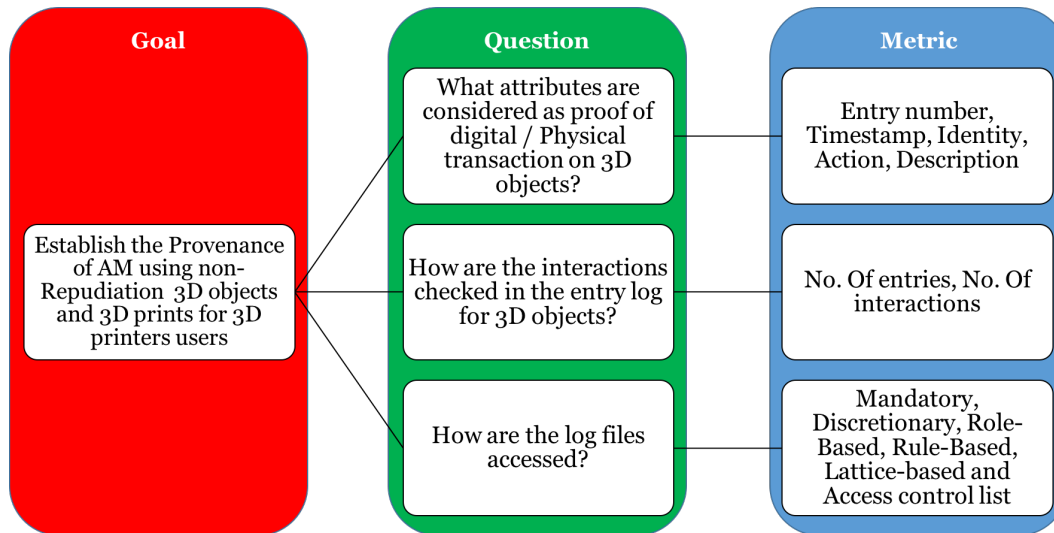 Goal
Establish the Provenance
of AM using non-
Repudiation 3D objects
and 3D prints for 3D
printers users
Question
What attributes are
considered as proof of
digital / Physical
transaction on 3D
objects?
How are the interactions
checked in the entry log
for 3D objects?
How are the log files
accessed?
Metric
Entry number,
Timestamp, Identity,
Action, Description
No. Of entries, No. Of
interactions
Mandatory,
Discretionary, Role-
Based, Rule-Based,
Lattice-based and
Access control list